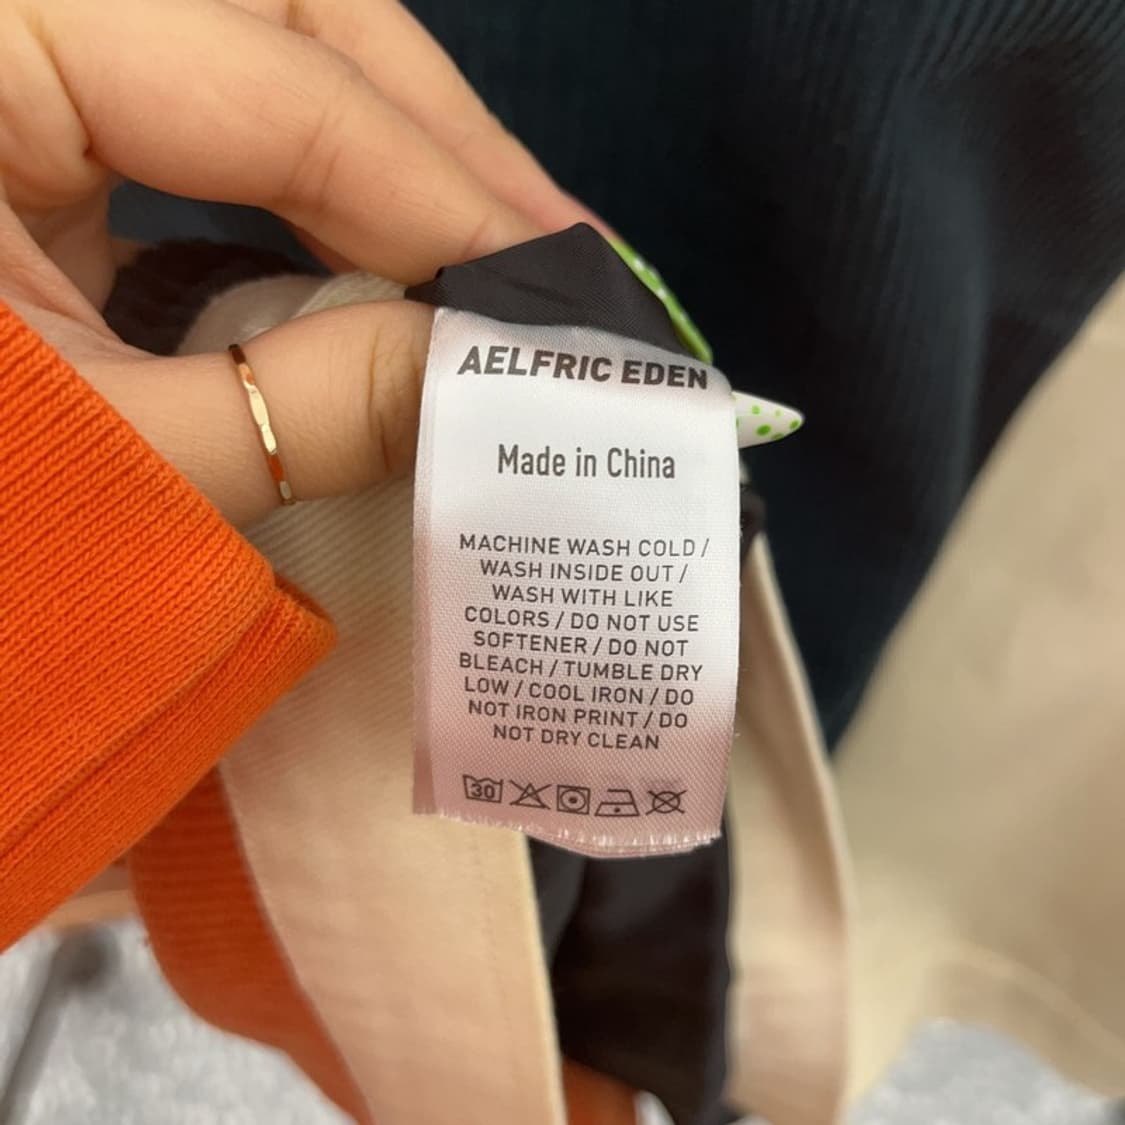 AELFRIC EDEN
Made in China
MACHINE WASH COLD /
WASH INSIDE OUT /
WASH WITH LIKE
COLORS / DO NOT USE
SOFTENER / DO NOT
BLEACH / TUMBLE DRY
LOW / COOL IRON / DO
NOT IRON PRINT / DO
NOT DRY CLEAN
30